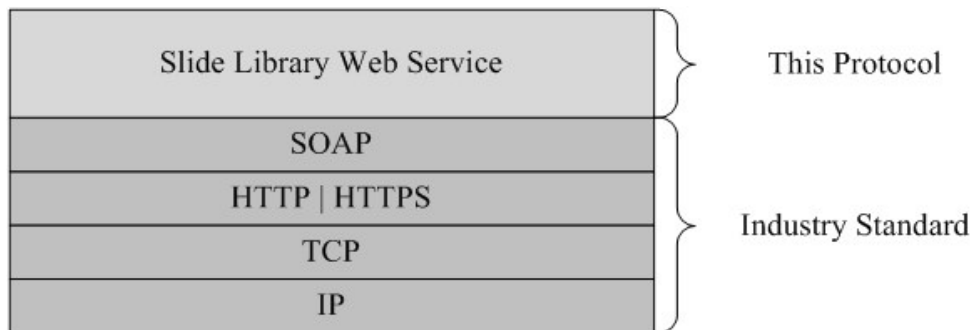 Slide Library Web Service
This Protocol
SOAP
HTTP | HTTPS
TCP
IP
Industry Standard